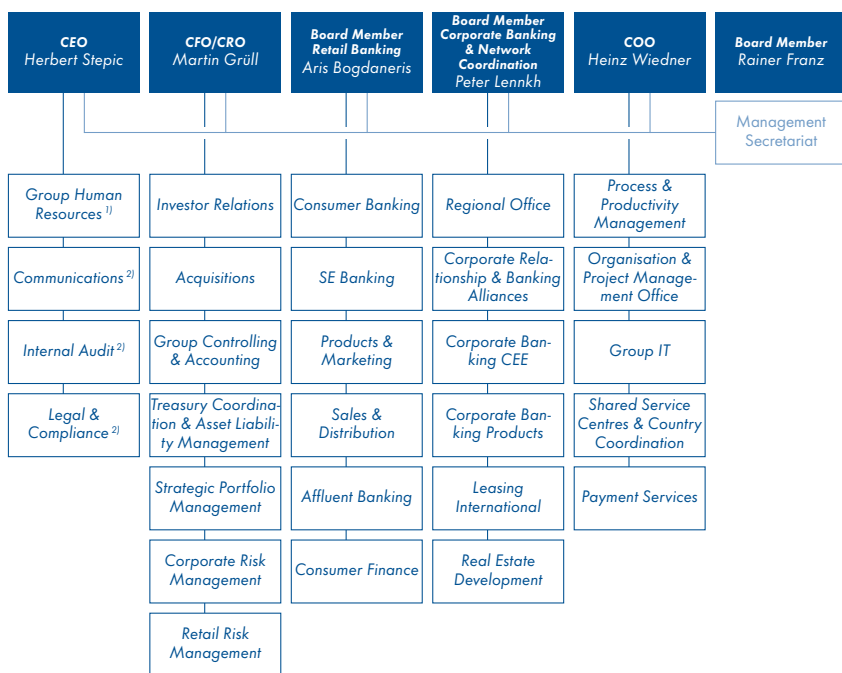 CEO
Herbert Stepic
CFO/CRO
Martin Grüll
Board Member
Retail Banking
Aris Bogdaneris
Board Member
Corporate Banking
& Network
Coordination
Peter Lennkh
COO
Heinz Wiedner
Board Member
Rainer Franz
Management
Secretariat
Group Human
Resources 1)
Communications 2)
Internal Audit 2)
Legal &
Compliance 2)
Investor Relations
Acquisitions
Group Controlling
& Accounting
Treasury Coordina-
tion & Asset Liabili-
ty Management
Strategic Portfolio
Management
Corporate Risk
Management
Retail Risk
Management
Consumer Banking
SE Banking
Products &
Marketing
Sales &
Distribution
Affluent Banking
Consumer Finance
Regional Office
Corporate Rela-
tionship & Banking
Alliances
Corporate Ban-
king CEE
Corporate Ban-
king Products
Leasing
International
Real Estate
Development
Process &
Productivity
Management
Organisation &
Project Manage-
ment Office
Group IT
Shared Service
Centres & Country
Coordination
Payment Services